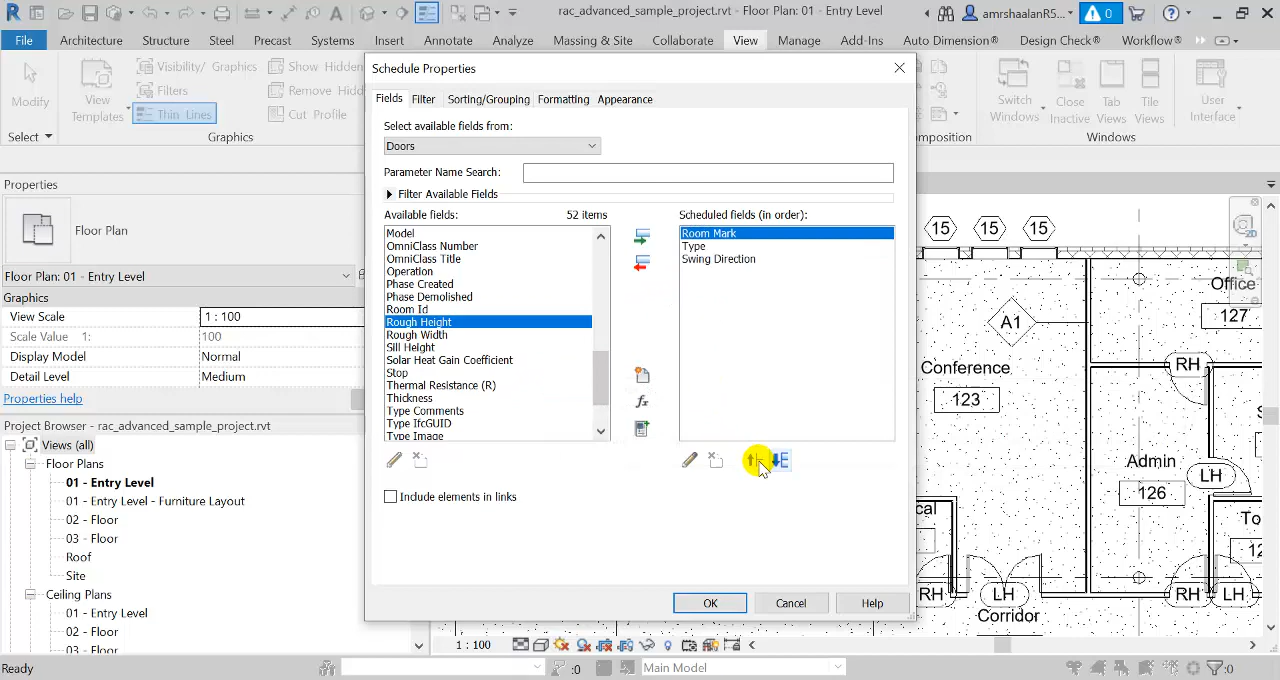 rac_advanced_sample_project.rvt - Floor Plan: 01 - Entry Level
amrshaalanR5...
0
File Architecture Structure Steel Precast Systems Insert Annotate Analyze Massing & Site Collaborate View Manage Add-Ins Auto Dimension® Design Check® Workflow®
Modify
View
Templates
Visibility/ Graphics
Filters
Thin Lines
Show Hidden
Remove Hidd
Cut Profile
Switch
Windows
Close
Inactive
Tab
Views
Tile
Views
User
Interface
Select
Graphics
omposition
Windows
Properties
Floor Plan
Floor Plan: 01 - Entry Level
Graphics
View Scale 1 : 100
Scale Value 1: 100
Display Model Normal
Detail Level Medium
Properties help
Project Browser - rac_advanced_sample_project.rvt
Views (all)
Floor Plans
01 - Entry Level
01 - Entry Level - Furniture Layout
02 - Floor
03 - Floor
Roof
Site
Ceiling Plans
01 - Entry Level
02 - Floor
03 - Floor
Schedule Properties
Fields Filter Sorting/Grouping Formatting Appearance
Select available fields from:
Doors
Parameter Name Search:
Filter Available Fields
Available fields: 52 items
Model
OmniClass Number
OmniClass Title
Operation
Phase Created
Phase Demolished
Room Id
Rough Height
Rough Width
Sill Height
Solar Heat Gain Coefficient
Stop
Thermal Resistance (R)
Thickness
Type Comments
Type IfcGUID
Type Image
fx
Scheduled fields (in order):
Room Mark
Type
Swing Direction
Include elements in links
OK Cancel Help
15 15 15
2D
Office
127
A1
RH
Conference
123
Admin
126
LH
cal
To
12
RH LH RH LH
Corridor
1 : 100
Ready
:0
Main Model
:0